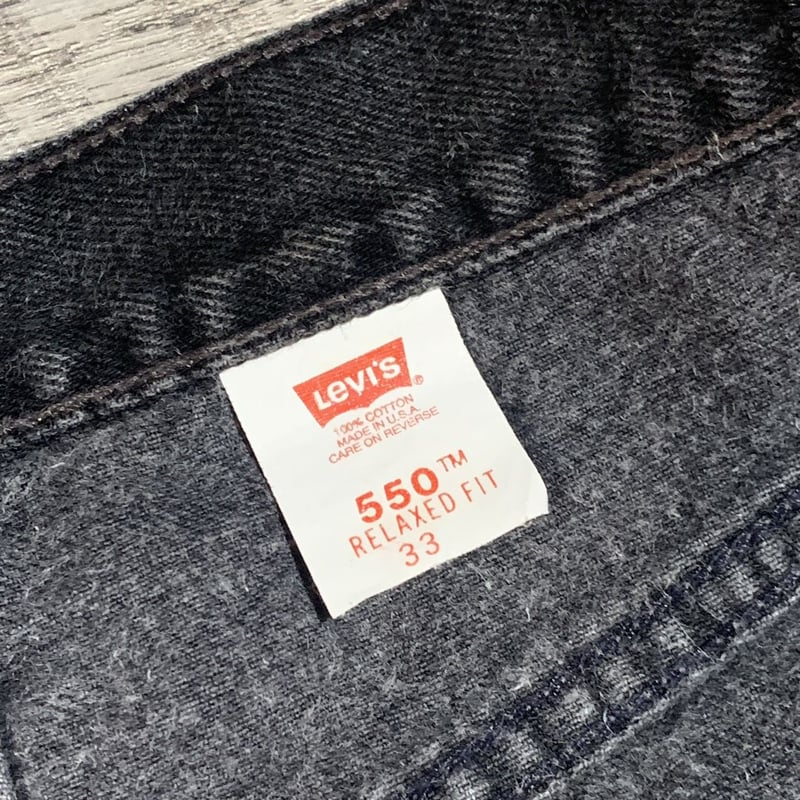 Levi's®
100% COTTON
MADE IN U.S.A.
CARE ON REVERSE
550™
RELAXED FIT
33